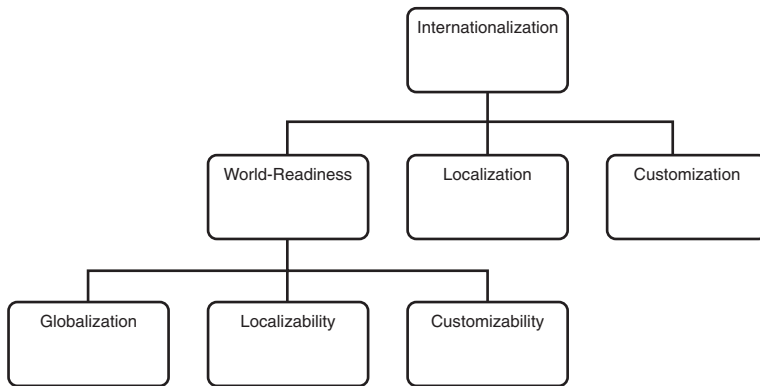 Internationalization
World-Readiness
Localization
Customization
Globalization
Localizability
Customizability